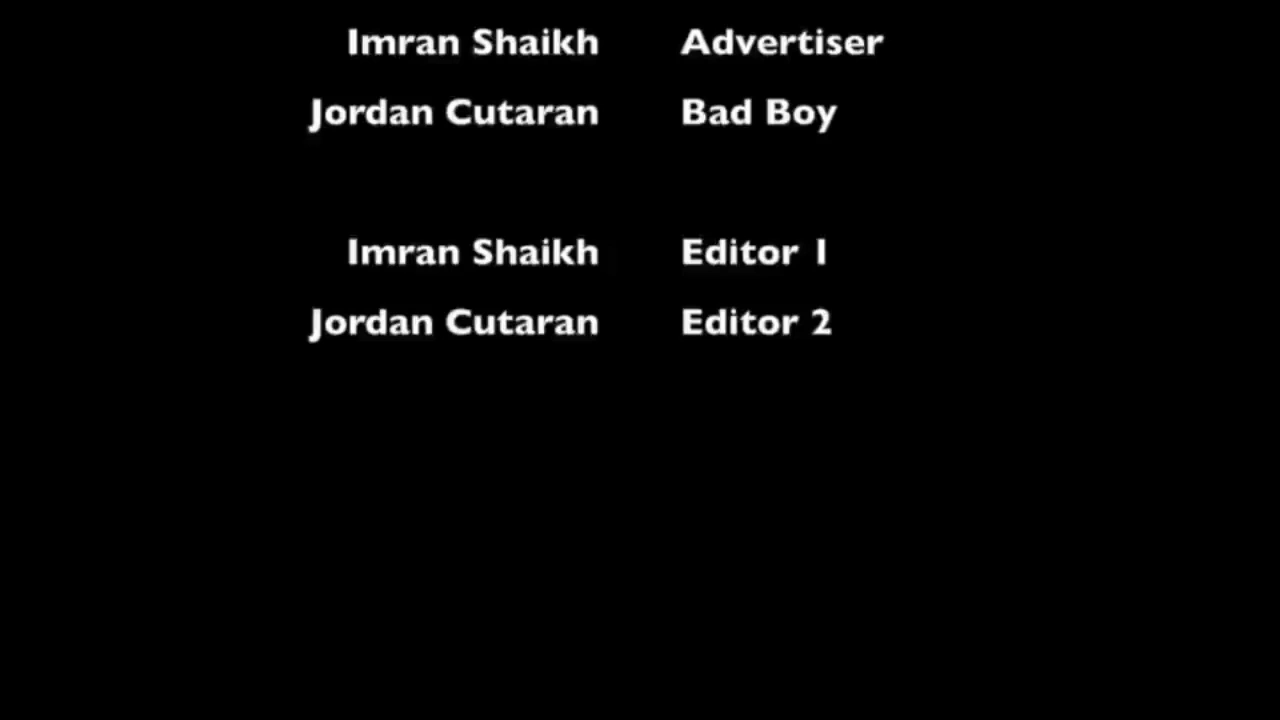 Imran Shaikh Advertiser
Jordan Cutaran Bad Boy
Imran Shaikh Editor 1
Jordan Cutaran Editor 2